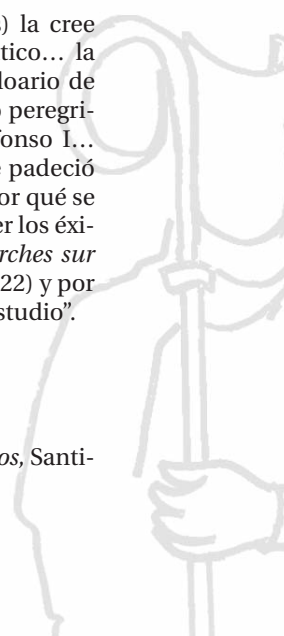 s) la cree
tico… la
loario de
o peregri-
fonso I…
e padeció
or qué se
er los éxi-
rches sur
22) y por
studio”.
os, Santi-